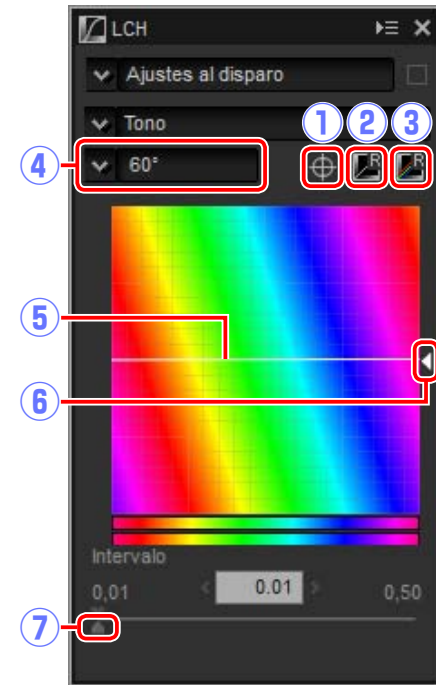 LCH
Ajustes al disparo
Tono
1 2 3
4
60°
R R
5
6
Intervalo
0,01 0.01 0,50
7